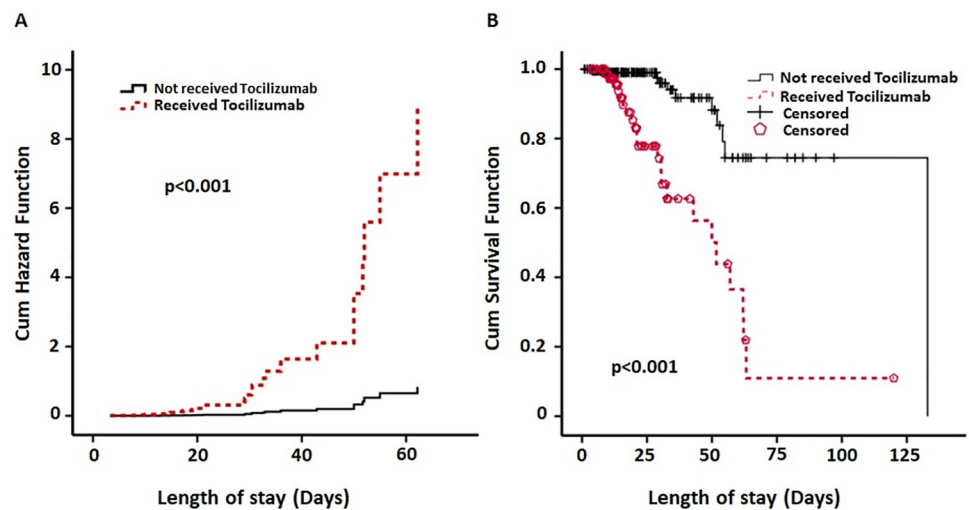 A
Cum Hazard Function
10
8
6
4
2
0
Not received Tocilizumab
Received Tocilizumab
p<0.001
0 20 40 60
Length of stay (Days)
B
Cum Survival Function
1.0
0.8
0.6
0.4
0.2
0
Not received Tocilizumab
Received Tocilizumab
Censored
Censored
p<0.001
0 25 50 75 100 125
Length of stay (Days)